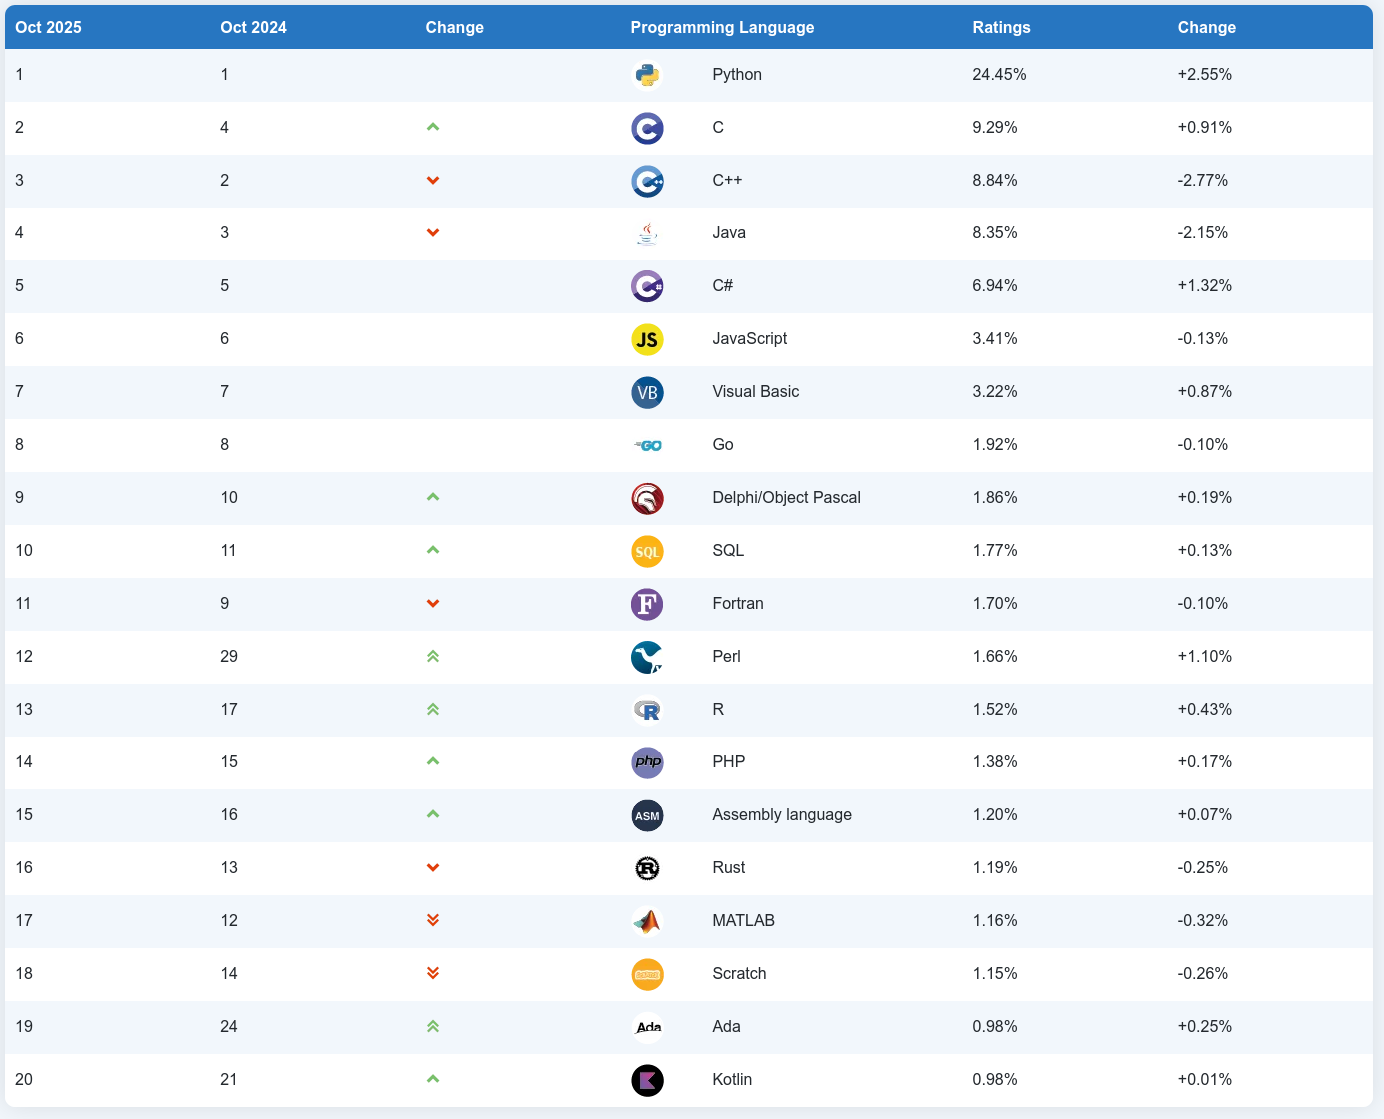 Oct 2025 Oct 2024 Change Programming Language Ratings Change
1 1 Python 24.45% +2.55%
2 4 C 9.29% +0.91%
3 2 C++ 8.84% -2.77%
4 3 Java 8.35% -2.15%
5 5 C# 6.94% +1.32%
6 6 JS JavaScript 3.41% -0.13%
7 7 VB Visual Basic 3.22% +0.87%
8 8 GO Go 1.92% -0.10%
9 10 Delphi/Object Pascal 1.86% +0.19%
10 11 SQL SQL 1.77% +0.13%
11 9 F Fortran 1.70% -0.10%
12 29 Perl 1.66% +1.10%
13 17 R R 1.52% +0.43%
14 15 php PHP 1.38% +0.17%
15 16 ASM Assembly language 1.20% +0.07%
16 13 R Rust 1.19% -0.25%
17 12 MATLAB 1.16% -0.32%
18 14 Scratch 1.15% -0.26%
19 24 Ada Ada 0.98% +0.25%
20 21 Kotlin 0.98% +0.01%